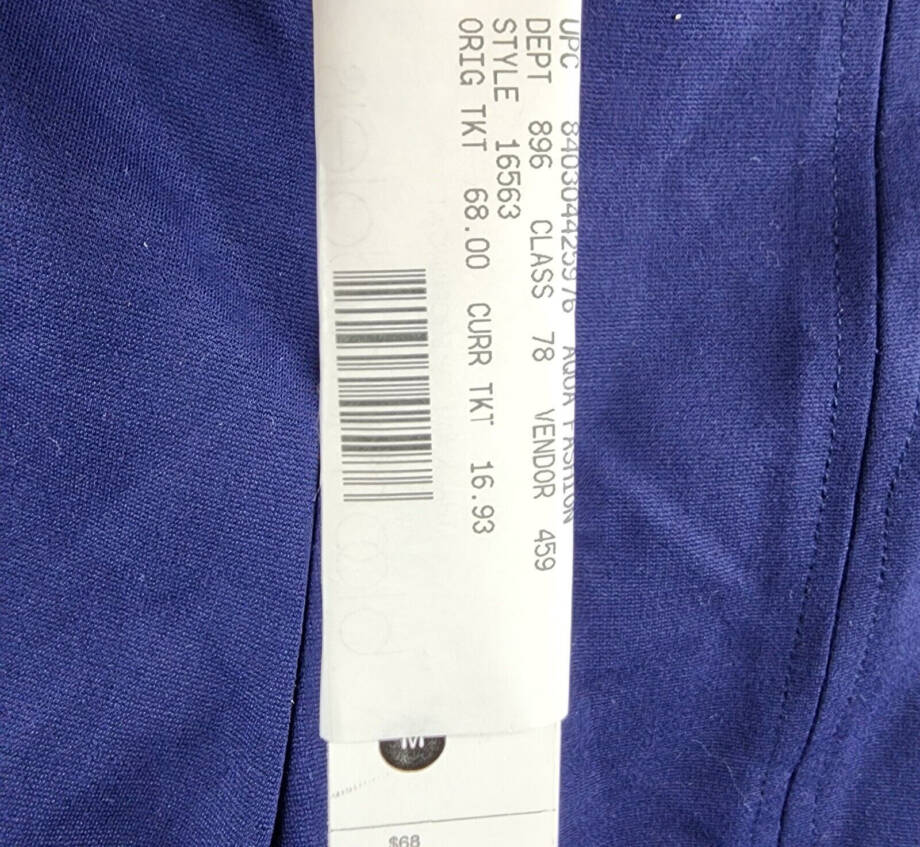 UPC 840304425976 AQUA FASHION
DEPT 896 CLASS 78 VENDOR 459
STYLE 16563
ORIG TKT 68.00 CURR TKT 16.93
M
$68